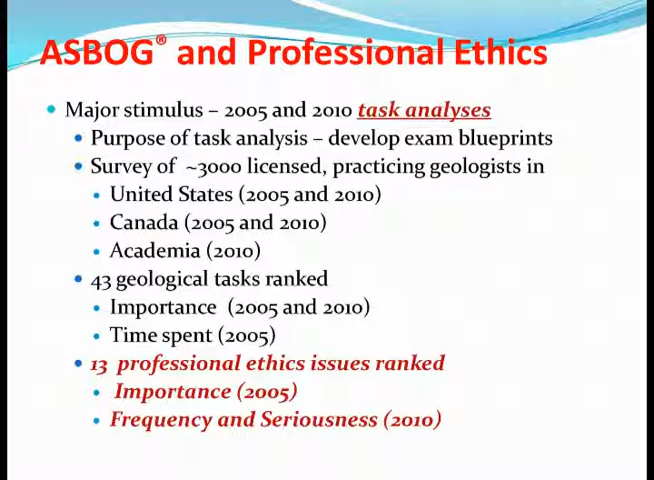 ASBOG® and Professional Ethics
• Major stimulus – 2005 and 2010 task analyses
• Purpose of task analysis – develop exam blueprints
• Survey of ~3000 licensed, practicing geologists in
• United States (2005 and 2010)
• Canada (2005 and 2010)
• Academia (2010)
• 43 geological tasks ranked
• Importance (2005 and 2010)
• Time spent (2005)
• 13 professional ethics issues ranked
• Importance (2005)
• Frequency and Seriousness (2010)